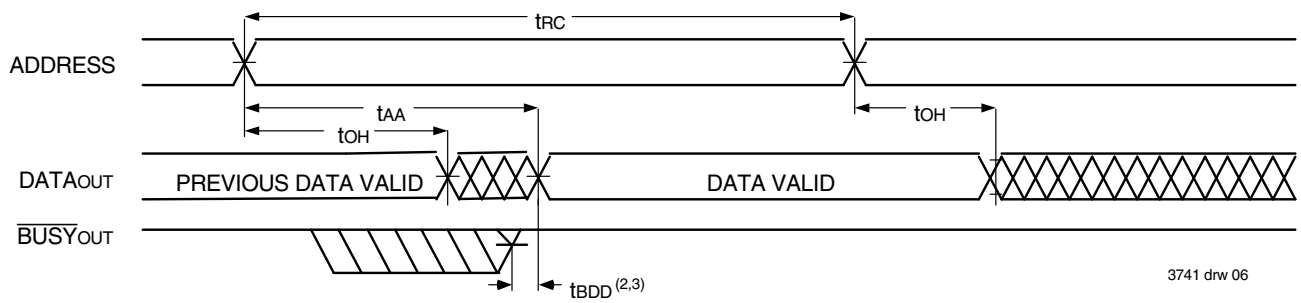 tRC
ADDRESS
tAA
tOH
tOH
DATAOUT
PREVIOUS DATA VALID
DATA VALID
BUSYOUT
tBDD (2,3)
3741 drw 06